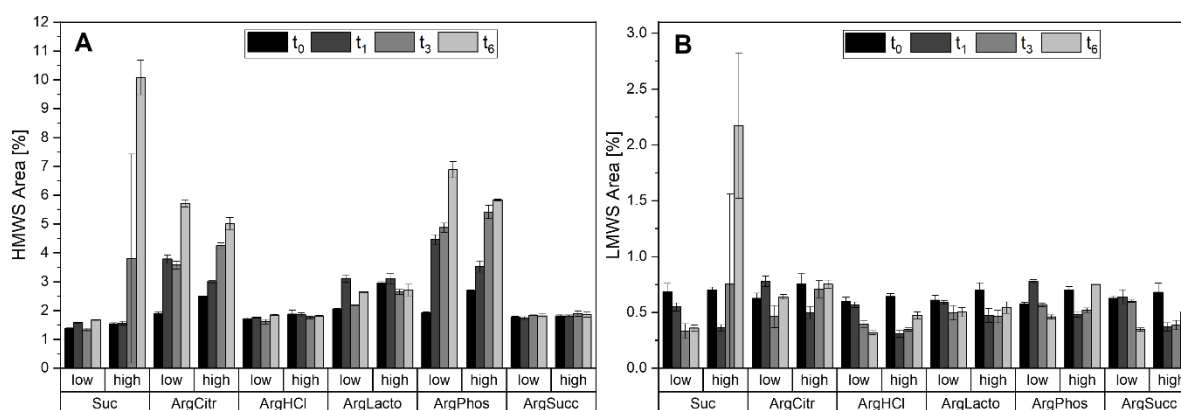 A
t0 t1 t3 t6
HMWS Area [%]
12
11
10
9
8
7
6
5
4
3
2
1
0
low high low high low high low high low high low high
Suc ArgCitr ArgHCl ArgLacto ArgPhos ArgSucc
B
t0 t1 t3 t6
LMWS Area [%]
3.0
2.5
2.0
1.5
1.0
0.5
0.0
low high low high low high low high low high low high
Suc ArgCitr ArgHCl ArgLacto ArgPhos ArgSucc